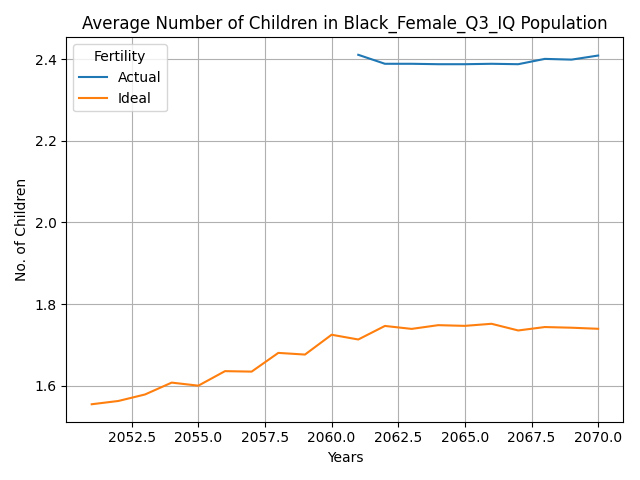 Average Number of Children in Black_Female_Q3_IQ Population
Fertility
Actual
Ideal
No. of Children
2.4
2.2
2.0
1.8
1.6
2052.5 2055.0 2057.5 2060.0 2062.5 2065.0 2067.5 2070.0
Years